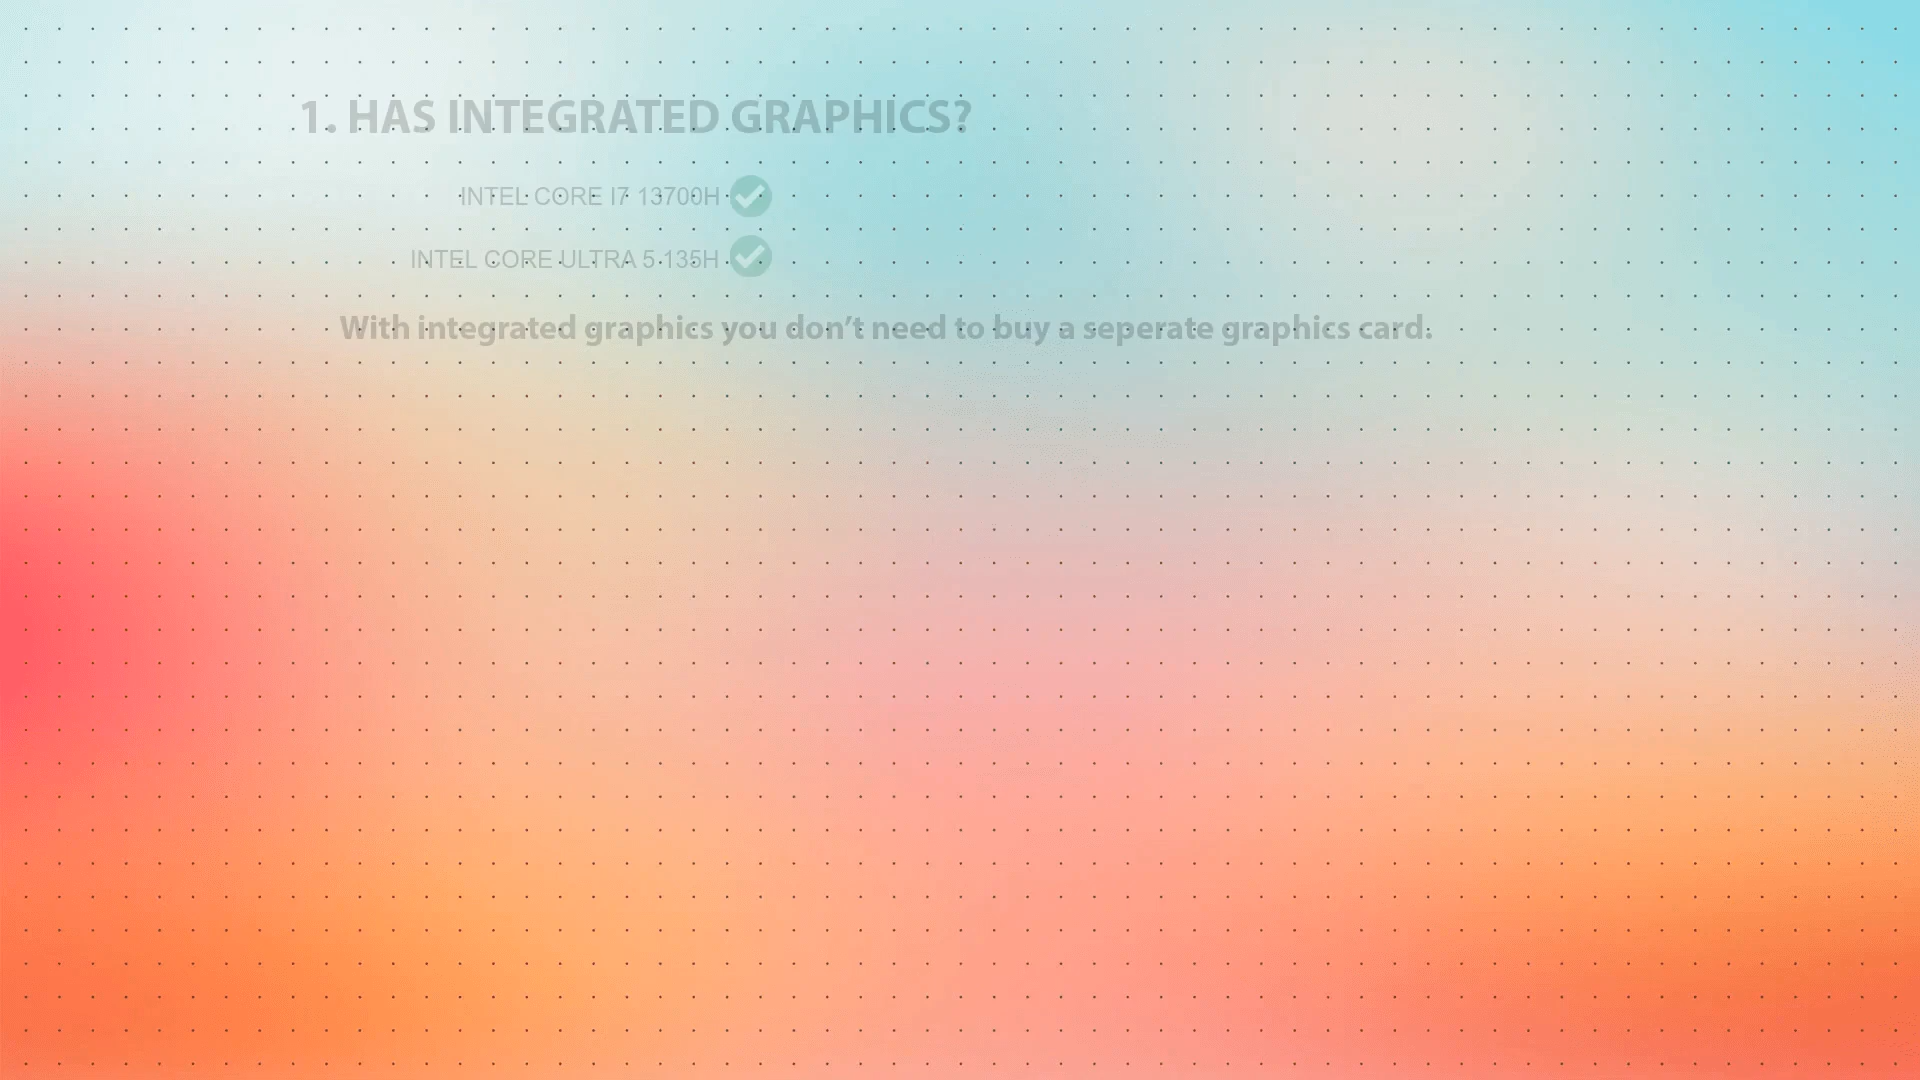 1. HAS INTEGRATED GRAPHICS?
INTEL CORE I7 13700H
INTEL CORE ULTRA 5 135H
With integrated graphics you don’t need to buy a seperate graphics card.